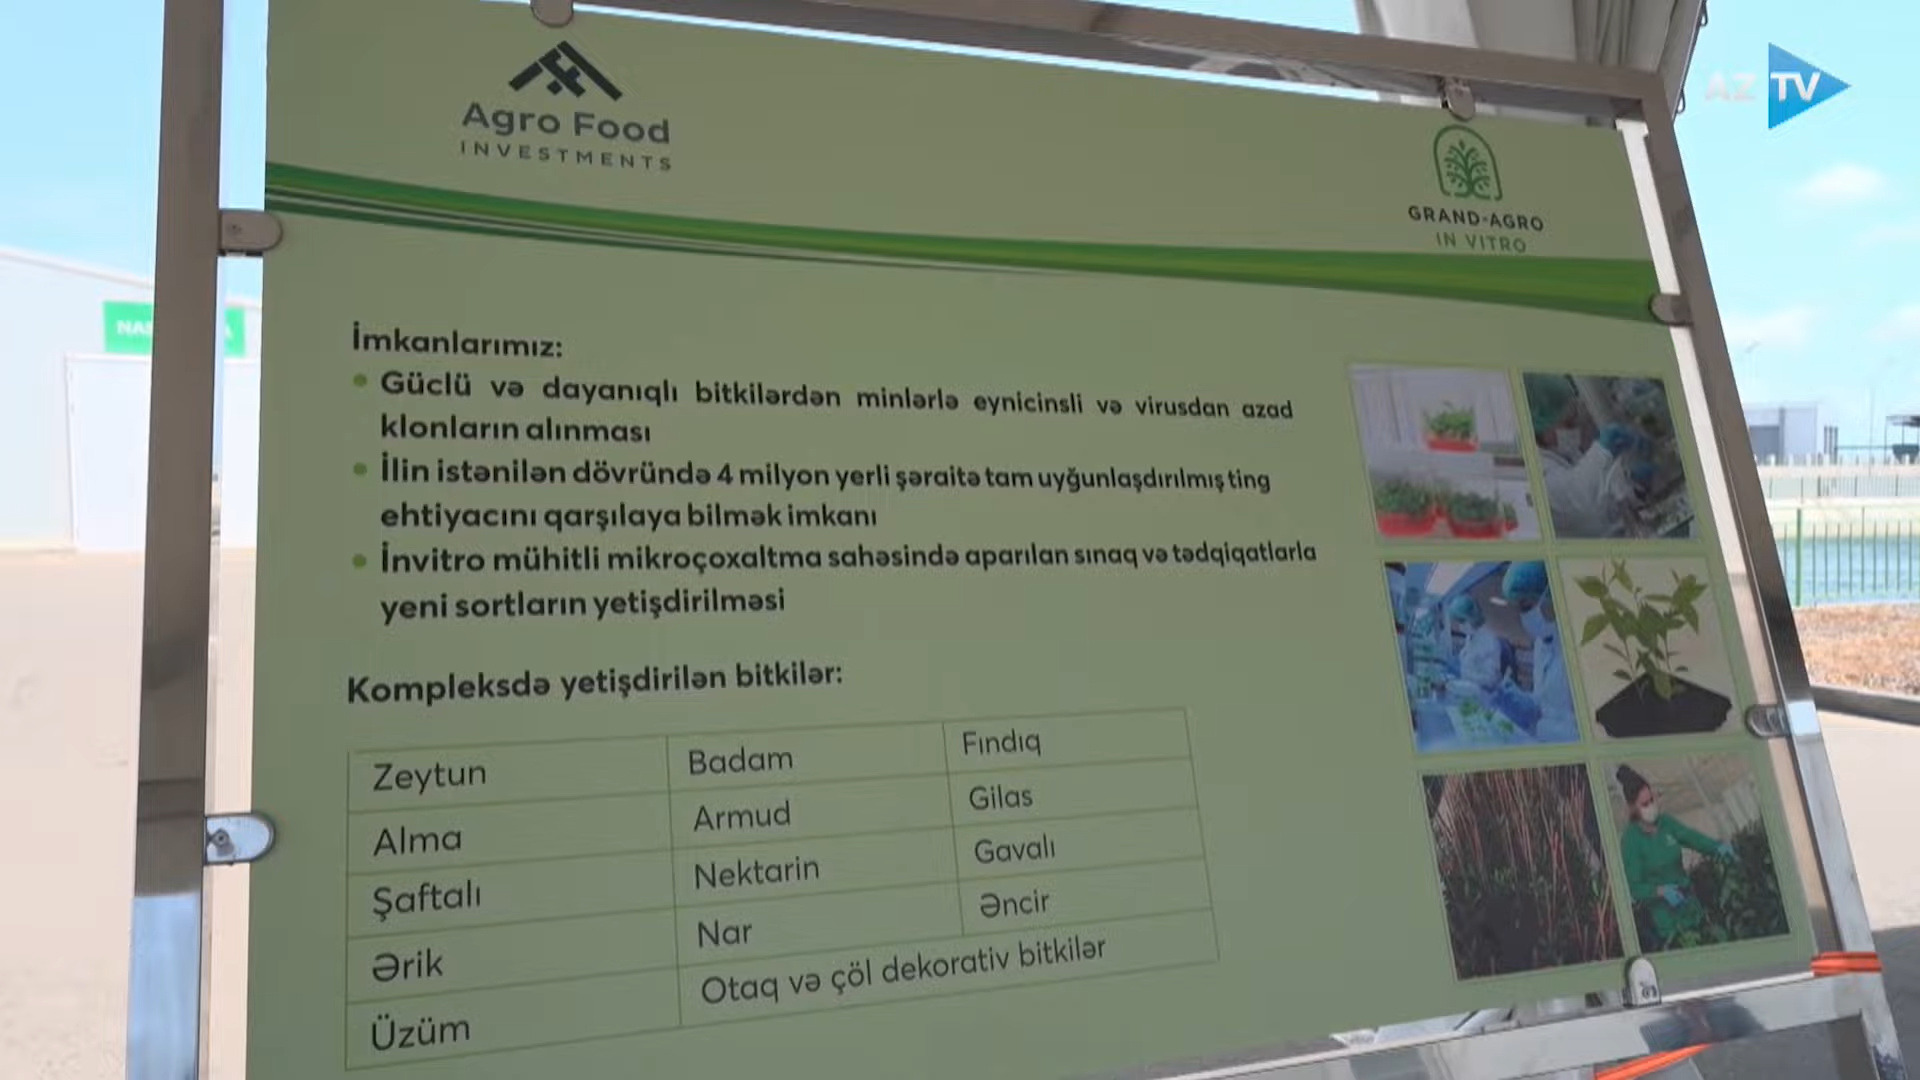 AZTV
Agro Food
INVESTMENTS
GRAND-AGRO
IN VITRO
İmkanlarımız:
Güclü və dayanıqlı bitkilərdən minlərlə eynicinsli və virusdan azad
klonların alınması
İlin istənilən dövründə 4 milyon yerli şəraitə tam uyğunlaşdırılmış ting
ehtiyacını qarşılaya bilmək imkanı
İnvitro mühitli mikroçoxaltma sahəsində aparılan sınaq və tədqiqatlarla
yeni sortların yetişdirilməsi
Kompleksdə yetişdirilən bitkilər:
Zeytun Badam Fındıq
Alma Armud Gilas
Şaftalı Nektarin Gavalı
Ərik Nar Əncir
Üzüm Otaq və çöl dekorativ bitkilər